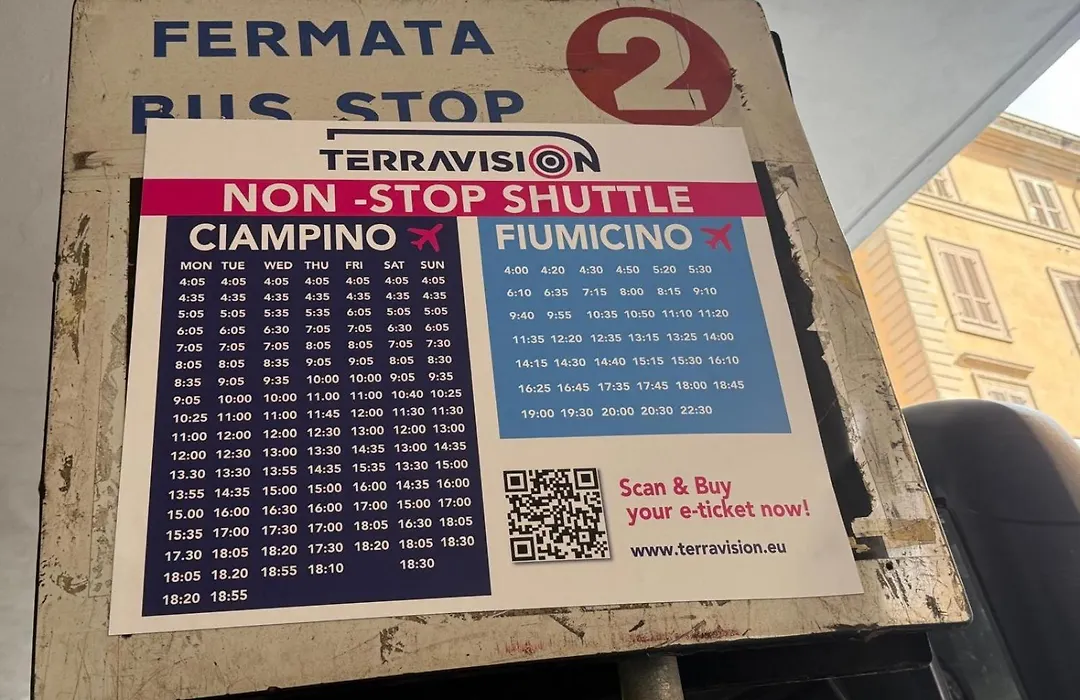 FERMATA 2
BUS STOP
TERRAVISION
NON -STOP SHUTTLE
CIAMPINO
MON TUE WED THU FRI SAT SUN
4:05 4:05 4:05 4:05 4:05 4:05 4:05
4:35 4:35 4:35 4:35 4:35 4:35 4:35
5:05 5:05 5:35 5:35 6:05 5:05 5:05
6:05 6:05 6:30 7:05 7:05 6:30 6:05
7:05 7:05 7:05 8:05 8:05 7:05 7:30
8:05 8:05 8:35 9:05 9:05 8:05 8:30
8:35 9:05 9:35 10:00 10:00 9:05 9:35
9:05 10:00 10:00 11.00 11:00 10:40 10:25
10:25 11:00 11:00 11:45 12:00 11:30 11:30
11:00 12:00 12:00 12:30 13:00 12:00 13:00
12:00 12:30 13:00 13:30 14:35 13:00 14:35
13.30 13:30 13:55 14:35 15:35 13:30 15:00
13:55 14:35 15:00 15:00 16:00 14:35 16:00
15.00 16:00 16:30 16:00 17:00 15:00 17:00
15:35 17:00 17:30 17:00 18:05 16:30 18:05
17.30 18:05 18:20 17:30 18:20 18:05 18:30
18:05 18.20 18:55 18:10 18:30
18:20 18:55
FIUMICINO
4:00 4:20 4:30 4:50 5:20 5:30
6:10 6:35 7:15 8:00 8:15 9:10
9:40 9:55 10:35 10:50 11:10 11:20
11:35 12:20 12:35 13:15 13:25 14:00
14:15 14:30 14:40 15:15 15:30 16:10
16:25 16:45 17:35 17:45 18:00 18:45
19:00 19:30 20:00 20:30 22:30
Scan & Buy
your e-ticket now!
www.terravision.eu